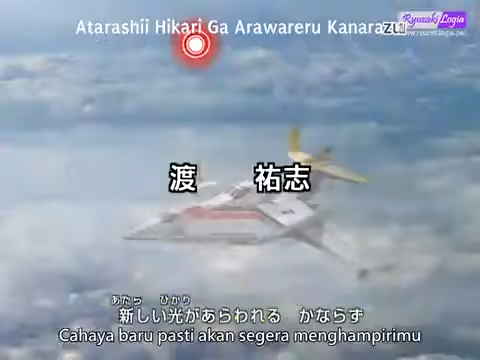 Atarashii Hikari Ga Arawareru Kanarazu
Ryuzaki Logia
渡 祐志
あたら ひかり
新しい光があらわれる かならず
Cahaya baru pasti akan segera menghampirimu